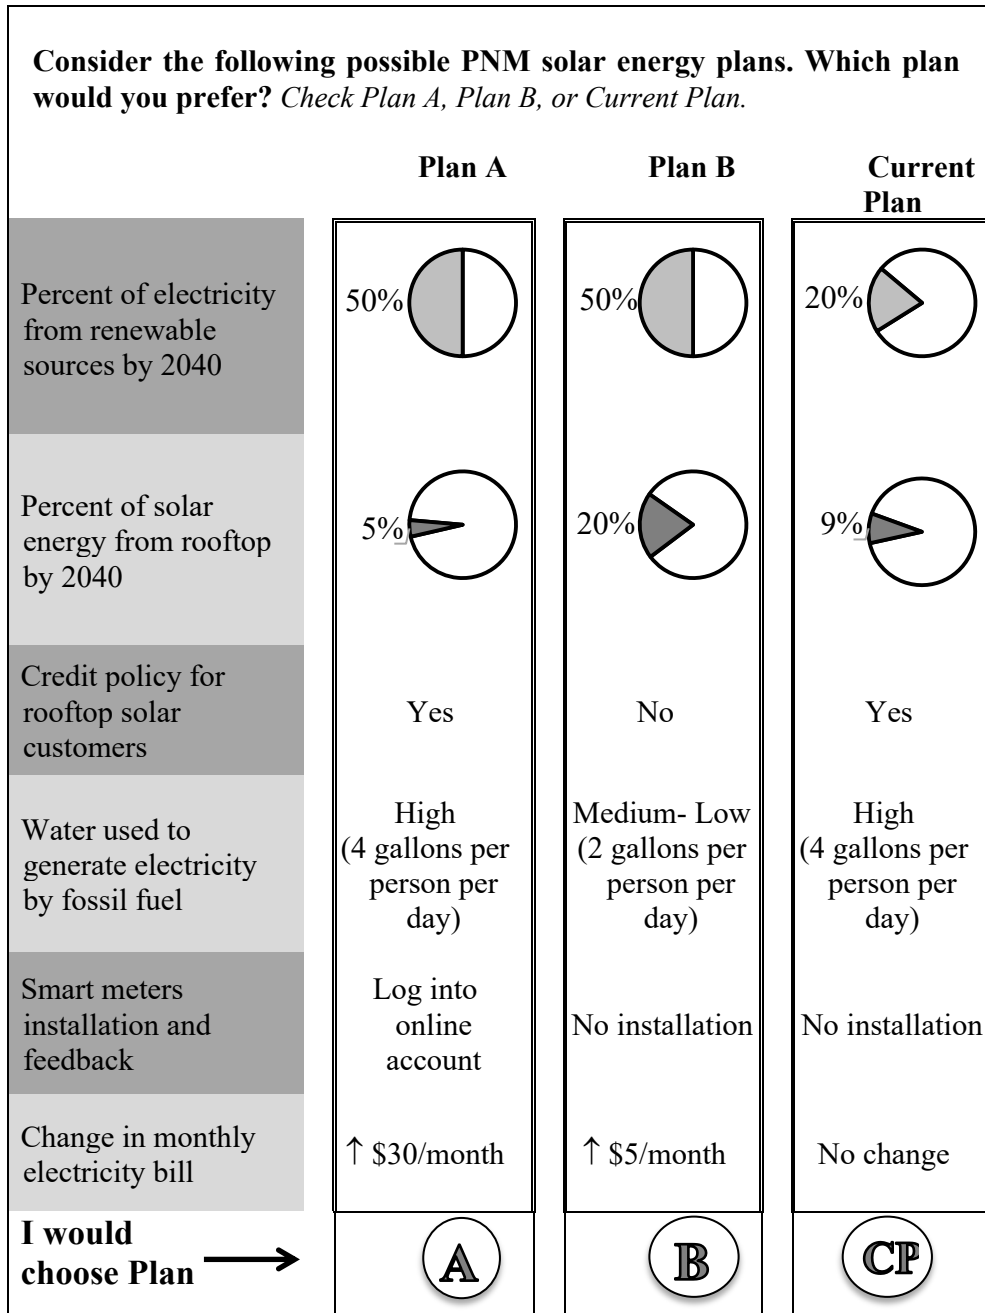 Consider the following possible PNM solar energy plans. Which plan
would you prefer? Check Plan A, Plan B, or Current Plan.
Plan A
Plan B
Current
Plan
Percent of electricity
from renewable
sources by 2040
50%
50%
20%
Percent of solar
energy from rooftop
by 2040
5%
20%
9%
Credit policy for
rooftop solar
customers
Yes
No
Yes
Water used to
generate electricity
by fossil fuel
High
(4 gallons per
person per
day)
Medium- Low
(2 gallons per
person per
day)
High
(4 gallons per
person per
day)
Smart meters
installation and
feedback
Log into
online
account
No installation
No installation
Change in monthly
electricity bill
↑ $30/month
↑ $5/month
No change
I would
choose Plan
A
B
CP